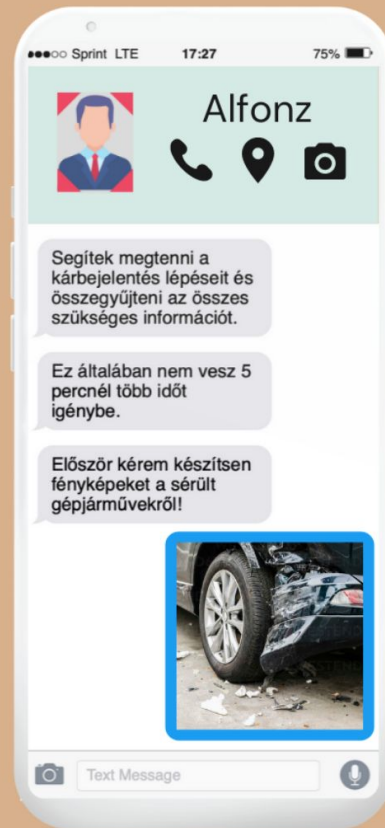 Sprint LTE 17:27 75%
Alfonz
Segítek megtenni a
kárbejelentés lépéseit és
összegyűjteni az összes
szükséges információt.
Ez általában nem vesz 5
percnél több időt
igénybe.
Először kérem készítsen
fényképeket a sérült
gépjárművekről!
Text Message